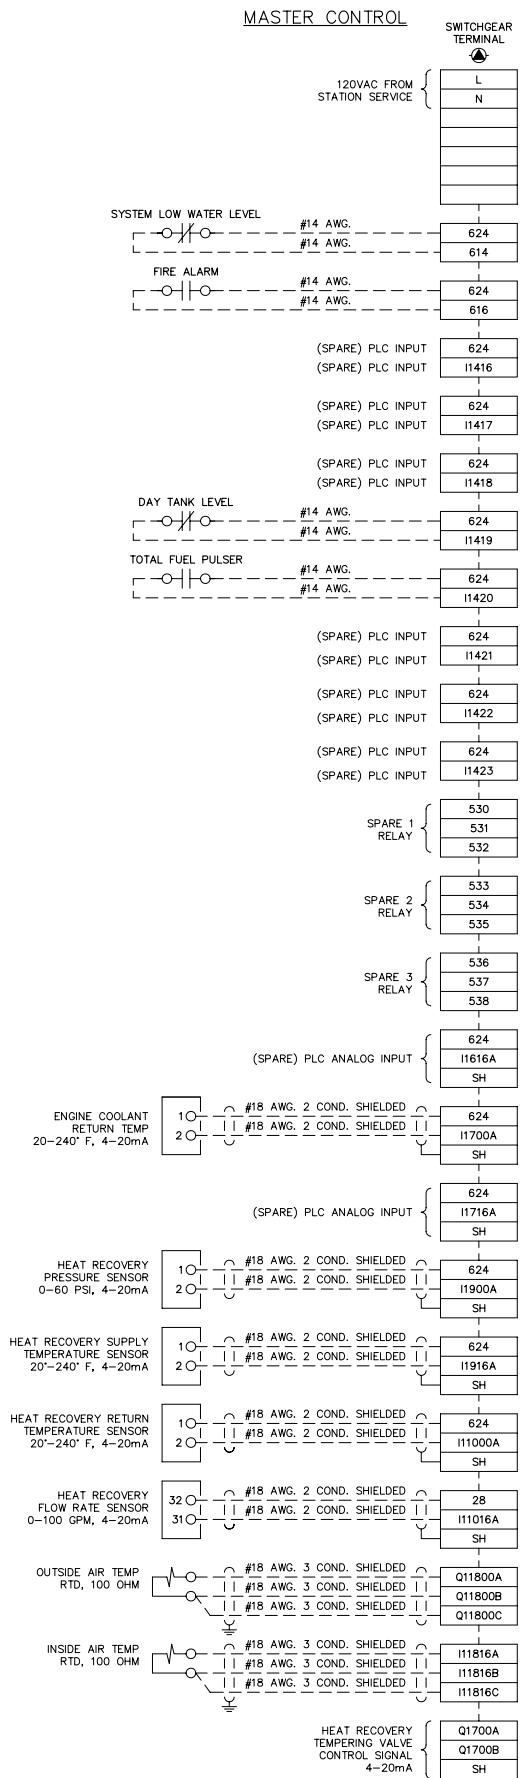 MASTER CONTROL
SWITCHGEAR
TERMINAL
120VAC FROM
STATION SERVICE
L
N
SYSTEM LOW WATER LEVEL
#14 AWG.
624
#14 AWG.
614
FIRE ALARM
#14 AWG.
624
#14 AWG.
616
(SPARE) PLC INPUT
624
(SPARE) PLC INPUT
I1416
(SPARE) PLC INPUT
624
(SPARE) PLC INPUT
I1417
(SPARE) PLC INPUT
624
(SPARE) PLC INPUT
I1418
DAY TANK LEVEL
#14 AWG.
624
#14 AWG.
I1419
TOTAL FUEL PULSER
#14 AWG.
624
#14 AWG.
I1420
(SPARE) PLC INPUT
624
(SPARE) PLC INPUT
I1421
(SPARE) PLC INPUT
624
(SPARE) PLC INPUT
I1422
(SPARE) PLC INPUT
624
(SPARE) PLC INPUT
I1423
SPARE 1
RELAY
530
531
532
SPARE 2
RELAY
533
534
535
SPARE 3
RELAY
536
537
538
(SPARE) PLC ANALOG INPUT
624
I1616A
SH
ENGINE COOLANT
RETURN TEMP
20-240° F, 4-20mA
1
#18 AWG. 2 COND. SHIELDED
624
2
#18 AWG. 2 COND. SHIELDED
I1700A
SH
(SPARE) PLC ANALOG INPUT
624
I1716A
SH
HEAT RECOVERY
PRESSURE SENSOR
0-60 PSI, 4-20mA
1
#18 AWG. 2 COND. SHIELDED
624
2
#18 AWG. 2 COND. SHIELDED
I1900A
SH
HEAT RECOVERY SUPPLY
TEMPERATURE SENSOR
20°-240° F, 4-20mA
1
#18 AWG. 2 COND. SHIELDED
624
2
#18 AWG. 2 COND. SHIELDED
I1916A
SH
HEAT RECOVERY RETURN
TEMPERATURE SENSOR
20°-240° F, 4-20mA
1
#18 AWG. 2 COND. SHIELDED
624
2
#18 AWG. 2 COND. SHIELDED
I11000A
SH
HEAT RECOVERY
FLOW RATE SENSOR
0-100 GPM, 4-20mA
32
#18 AWG. 2 COND. SHIELDED
28
31
#18 AWG. 2 COND. SHIELDED
I11016A
SH
OUTSIDE AIR TEMP
RTD, 100 OHM
#18 AWG. 3 COND. SHIELDED
Q11800A
#18 AWG. 3 COND. SHIELDED
Q11800B
#18 AWG. 3 COND. SHIELDED
Q11800C
INSIDE AIR TEMP
RTD, 100 OHM
#18 AWG. 3 COND. SHIELDED
I11816A
#18 AWG. 3 COND. SHIELDED
I11816B
#18 AWG. 3 COND. SHIELDED
I11816C
HEAT RECOVERY
TEMPERING VALVE
CONTROL SIGNAL
4-20mA
Q1700A
Q1700B
SH